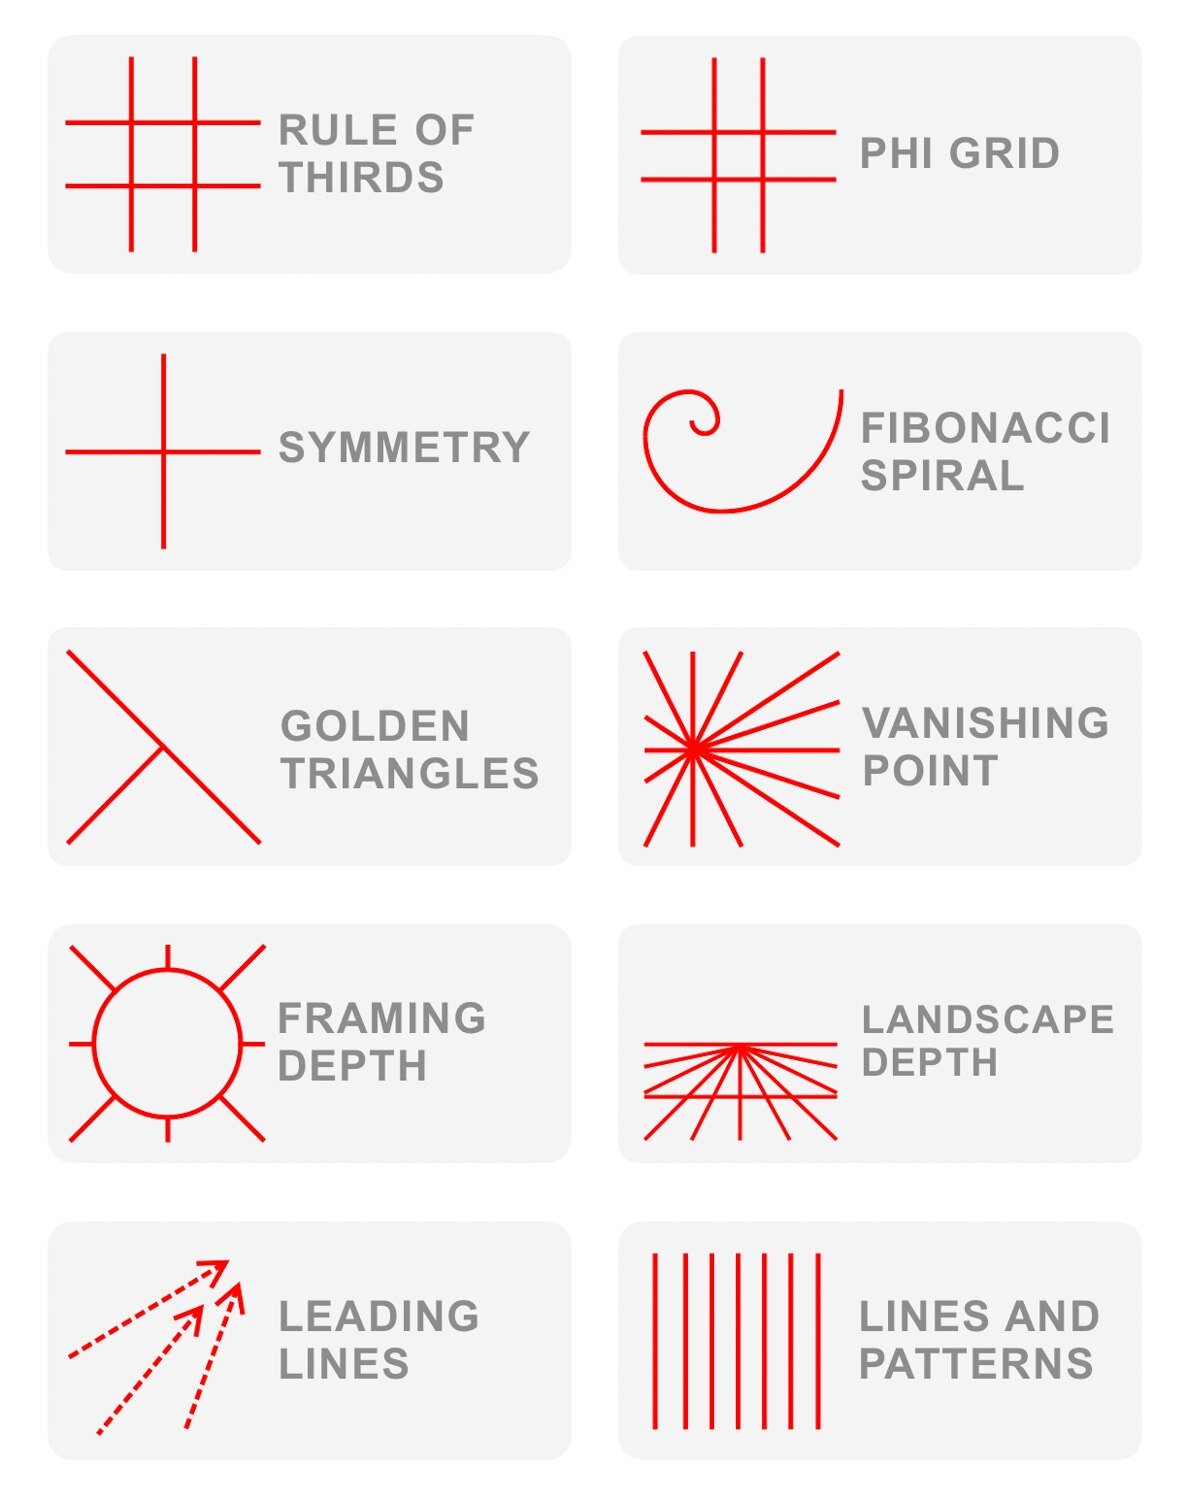 RULE OF
THIRDS
PHI GRID
SYMMETRY
FIBONACCI
SPIRAL
GOLDEN
TRIANGLES
VANISHING
POINT
FRAMING
DEPTH
LANDSCAPE
DEPTH
LEADING
LINES
LINES AND
PATTERNS